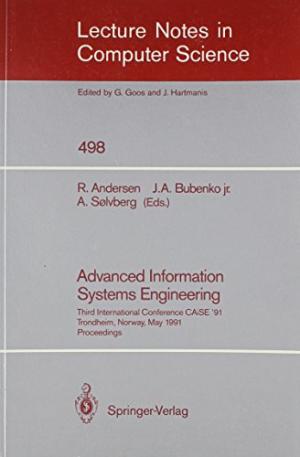 Lecture Notes in
Computer Science
Edited by G. Goos and J. Hartmanis
498
R. Andersen J.A. Bubenko jr.
A. Sølvberg (Eds.)
Advanced Information
Systems Engineering
Third International Conference CAiSE '91
Trondheim, Norway, May 1991
Proceedings
Springer-Verlag